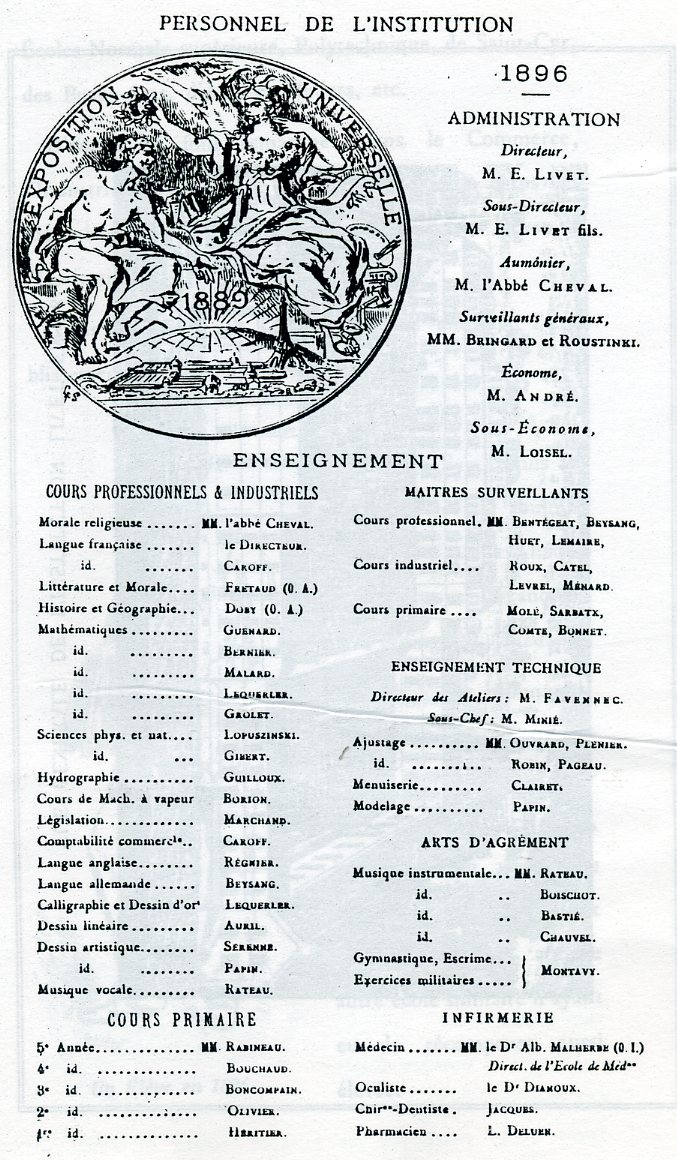 PERSONNEL DE L'INSTITUTION
EXPOSITION UNIVERSELLE
1889
1896
ADMINISTRATION
Directeur,
M. E. LIVET.
Sous-Directeur,
M. E. LIVET fils.
Aumônier,
M. l'Abbé CHEVAL.
Surveillants généraux,
MM. BRINGARD et ROUSTINKI.
Économe,
M. ANDRÉ.
Sous-Économe,
M. LOISEL.
ENSEIGNEMENT
COURS PROFESSIONNELS & INDUSTRIELS
Morale religieuse ....... MM. l'abbé CHEVAL.
Langue française ....... le DIRECTEUR.
id. ....... CAROFF.
Littérature et Morale.... FRETAUD (O. A.)
Histoire et Géographie... DOBY (O. A.)
Mathématiques ......... GUENARD.
id. ......... BERNIER.
id. ......... MALARD.
id. ......... LEQUERLER.
id. ......... GROLET.
Sciences phys. et nat.... LOPUSZINSKI.
id. ... GIBERT.
Hydrographie .......... GUILLOUX.
Cours de Mach. à vapeur BORION.
Législation............. MARCHAND.
Comptabilité commercle.. CAROFF.
Langue anglaise........ RÉGNIER.
Langue allemande ...... BEYSANG.
Calligraphie et Dessin d'ort LEQUERLER.
Dessin linéaire ......... AURIL.
Dessin artistique........ SERENNE.
id. ........ PAPIN.
Musique vocale......... RATEAU.
COURS PRIMAIRE
5e Année............. MM. RABINEAU.
4e id. ............. BOUCHAUD.
3e id. ............. BONCOMPAIN.
2e id. ............. OLIVIER.
1re id. ............. HÉRITIER.
MAITRES SURVEILLANTS
Cours professionnel. MM. BENTÉGEAT, BEYSANG,
HUET, LEMAIRE,
Cours industriel.... ROUX, CATEL,
LEVREL, MÉNARD.
Cours primaire .... MOLÉ, SARBATX,
COMTE, BONNET.
ENSEIGNEMENT TECHNIQUE
Directeur des Ateliers: M. FAVENNEC.
Sous-Chef: M. MINIÉ.
Ajustage .......... MM. OUVRARD, PLENIER.
id. ......... ROBIN, PAGEAU.
Menuiserie......... CLAIRET.
Modelage .......... PAPIN.
ARTS D'AGRÉMENT
Musique instrumentale... MM. RATEAU.
id. .. BOISCHOT.
id. .. BASTIÉ.
id. .. CHAUVEL.
Gymnastique, Escrime...
Exercices militaires ..... MONTAVY.
INFIRMERIE
Médecin ....... MM. le Dr Alb. MALHERBE (O. I.)
Direct. de l'Ecole de Médne
Oculiste ....... le Dr DIANOUX.
Chiren-Dentiste . JACQUES.
Pharmacien .... L. DELUEN.